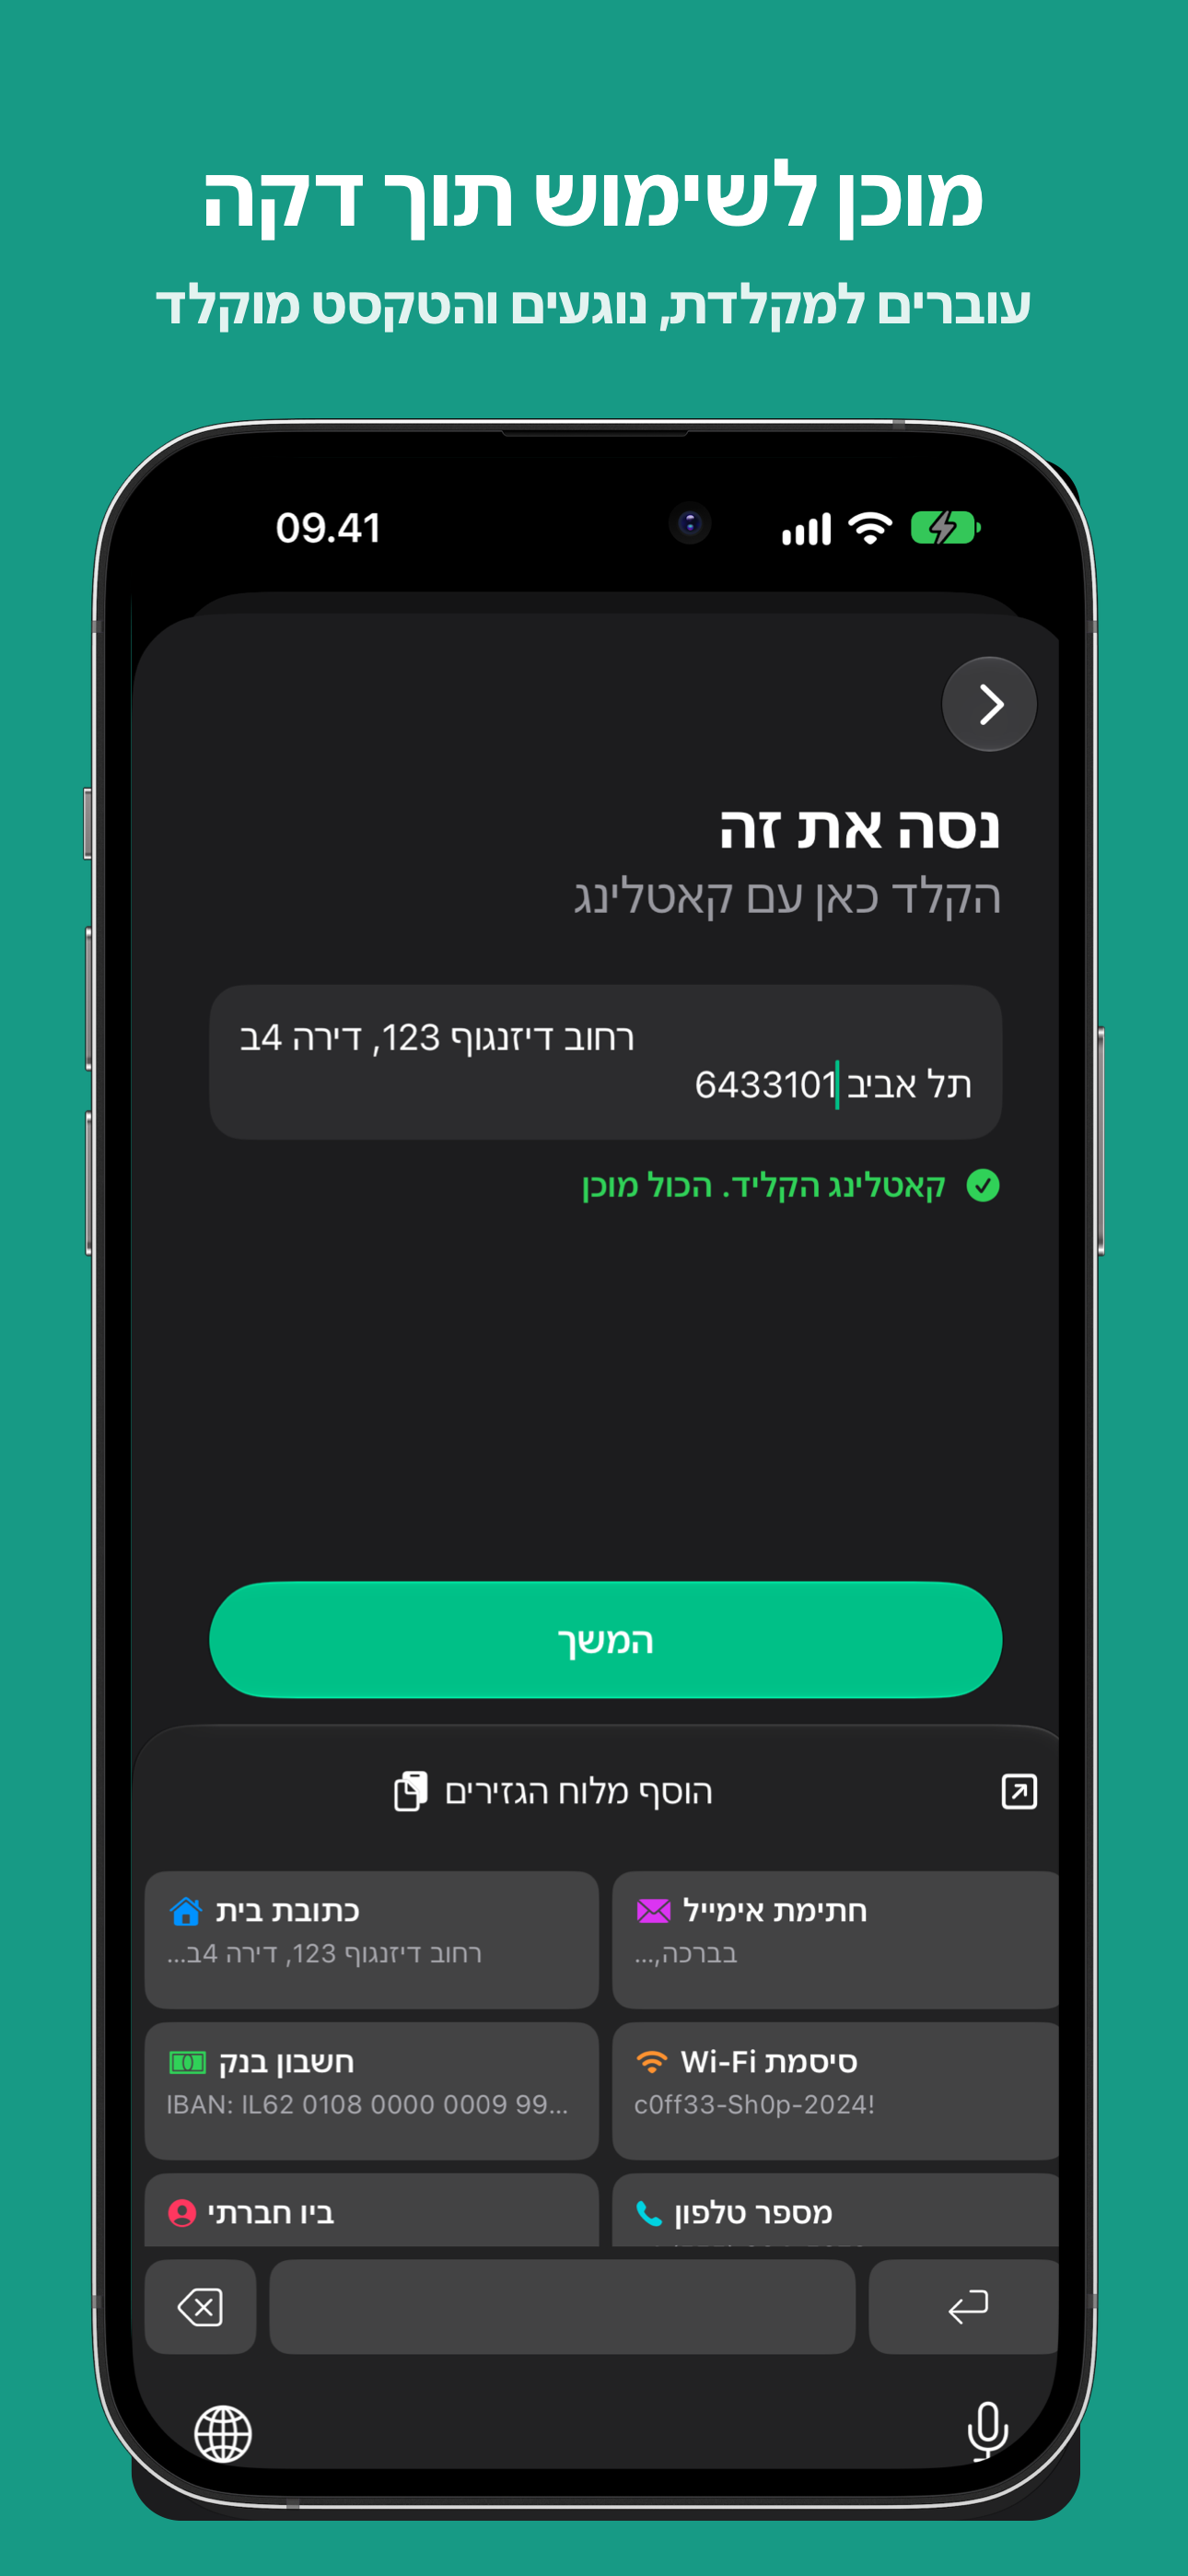 מוכן לשימוש תוך דקה
עוברים למקלדת, נוגעים והטקסט מוקלד
09.41
נסה את זה
הקלד כאן עם קאטלינג
רחוב דיזנגוף 123, דירה 4ב
תל אביב 6433101
קאטלינג הקליד. הכול מוכן
המשך
הוסף מלוח הגזירים
חתימת אימייל
בברכה,...
כתובת בית
רחוב דיזנגוף 123, דירה 4ב...
סיסמת Wi-Fi
c0ff33-Sh0p-2024!
חשבון בנק
IBAN: IL62 0108 0000 0009 99...
מספר טלפון
ביו חברתי